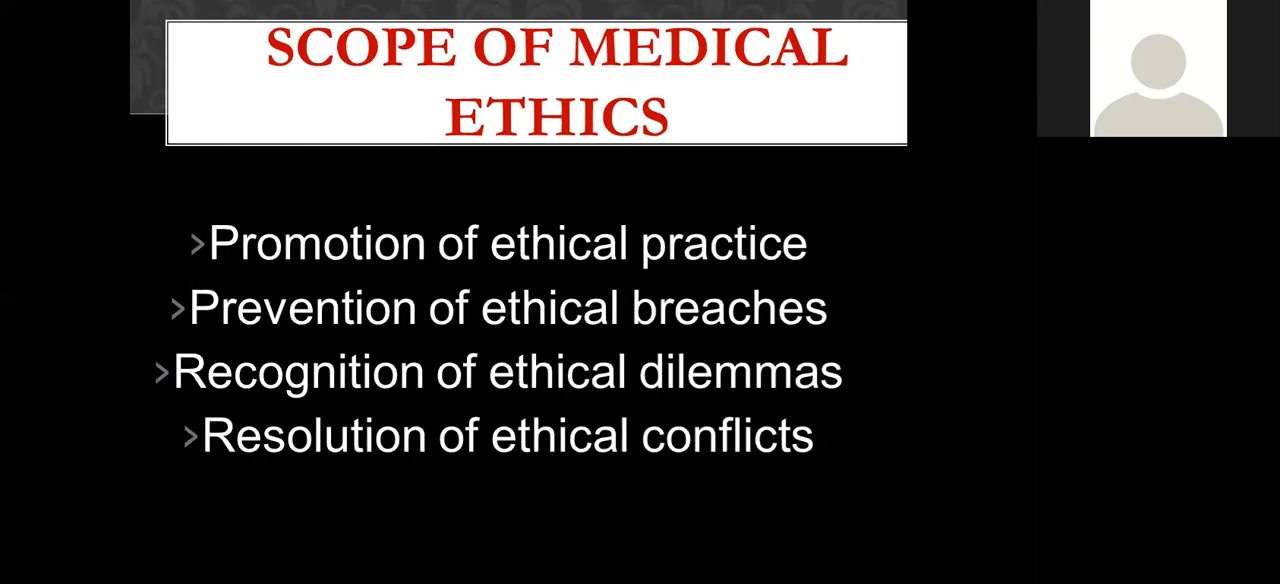 SCOPE OF MEDICAL
ETHICS
›Promotion of ethical practice
›Prevention of ethical breaches
›Recognition of ethical dilemmas
›Resolution of ethical conflicts